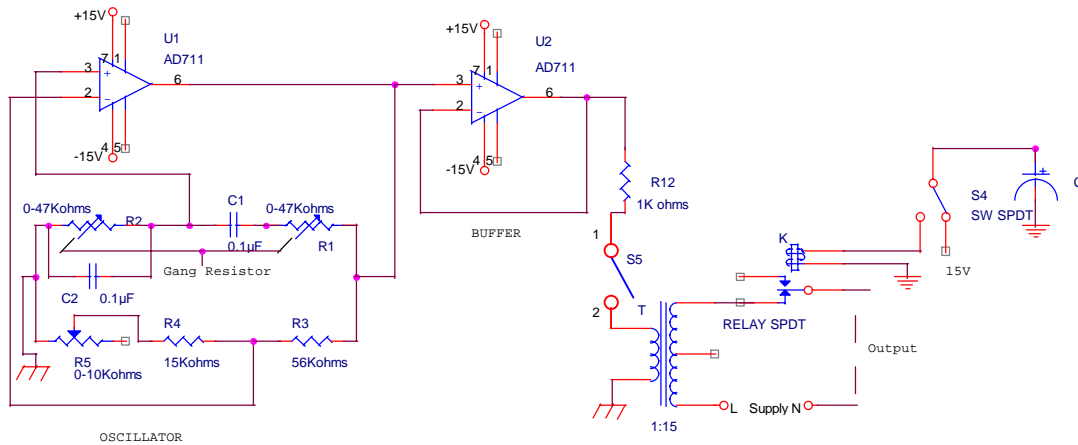 +15V
U1
AD711
7 1
3
+
6
2
-
4 5
-15V
+15V
U2
AD711
7 1
3
+
6
2
-
4 5
-15V
R12
1K ohms
BUFFER
0-47Kohms
R2
C1
0.1µF
0-47Kohms
R1
Gang Resistor
C2
0.1µF
R5
0-10Kohms
R4
15Kohms
R3
56Kohms
OSCILLATOR
1
S5
2
T
1:15
K
RELAY SPDT
S4
SW SPDT
15V
+
C
Output
L Supply N